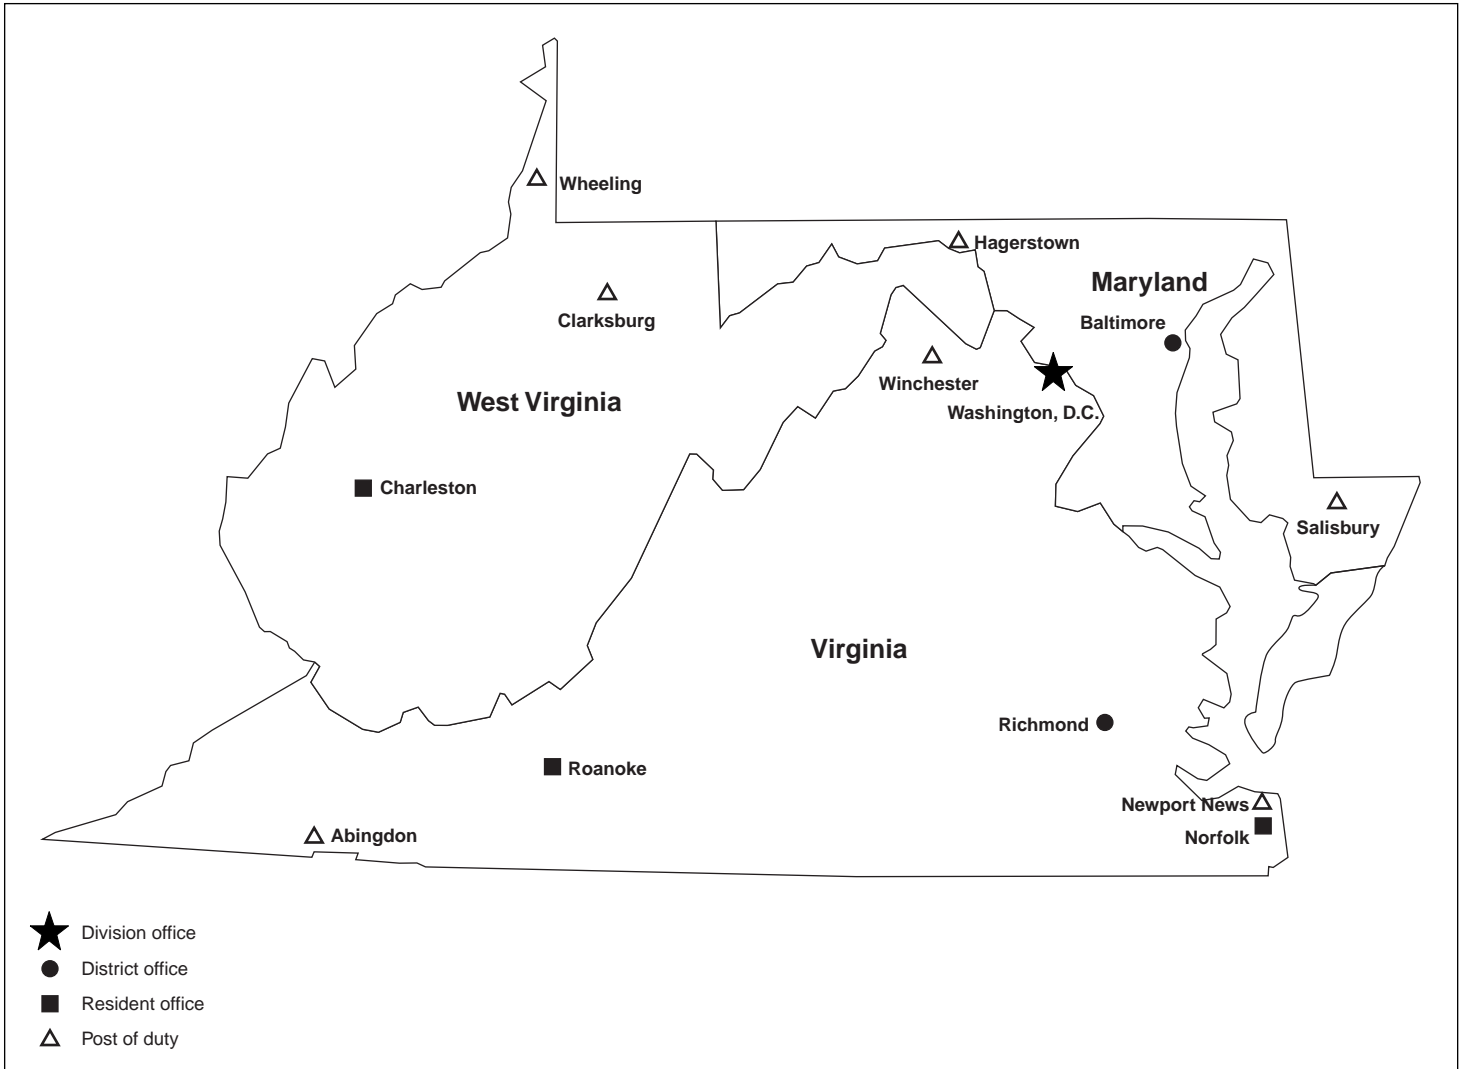 Wheeling
Hagerstown
Maryland
Clarksburg
Baltimore
Winchester
West Virginia
Washington, D.C.
Charleston
Salisbury
Virginia
Richmond
Roanoke
Newport News
Abingdon
Norfolk
Division office
District office
Resident office
Post of duty